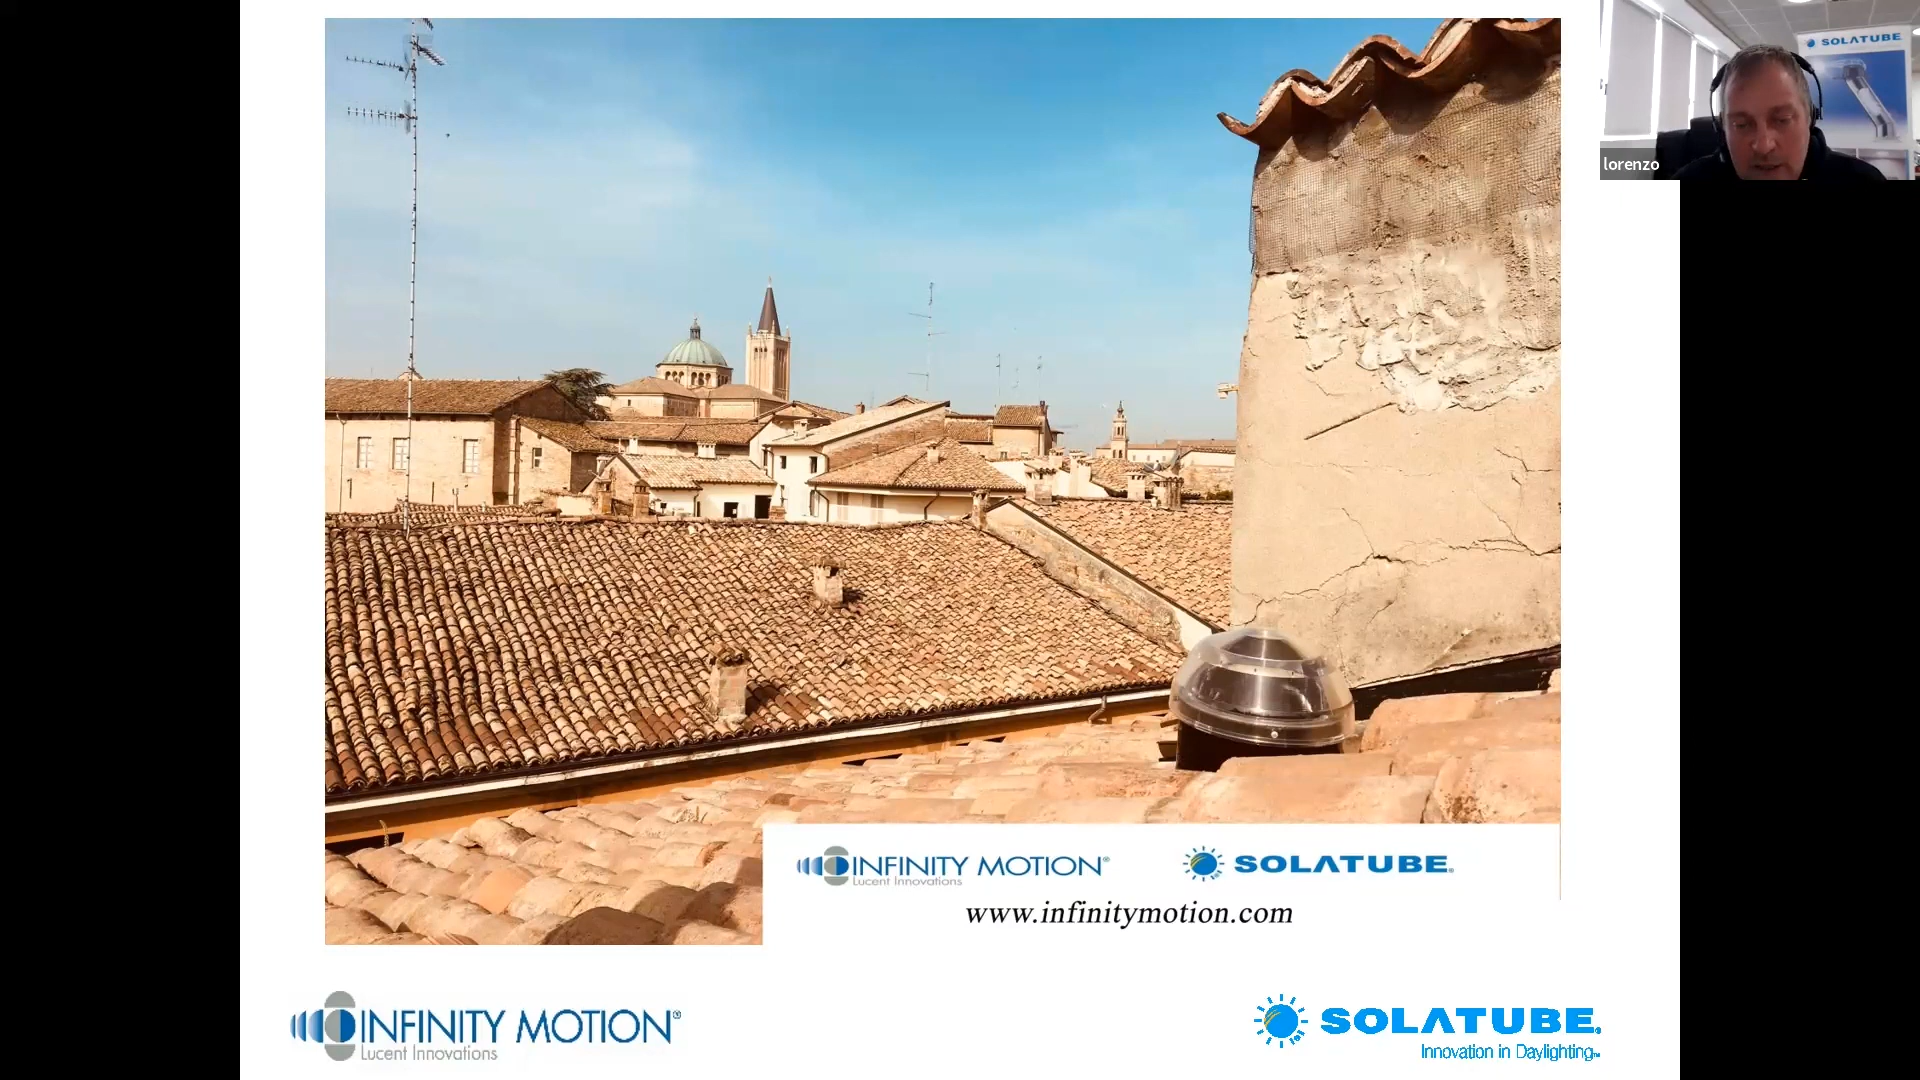 SOLATUBE
lorenzo
INFINITY MOTION®
Lucent Innovations
SOLATUBE®
www.infinitymotion.com
INFINITY MOTION®
Lucent Innovations
SOLATUBE®
Innovation in Daylighting™